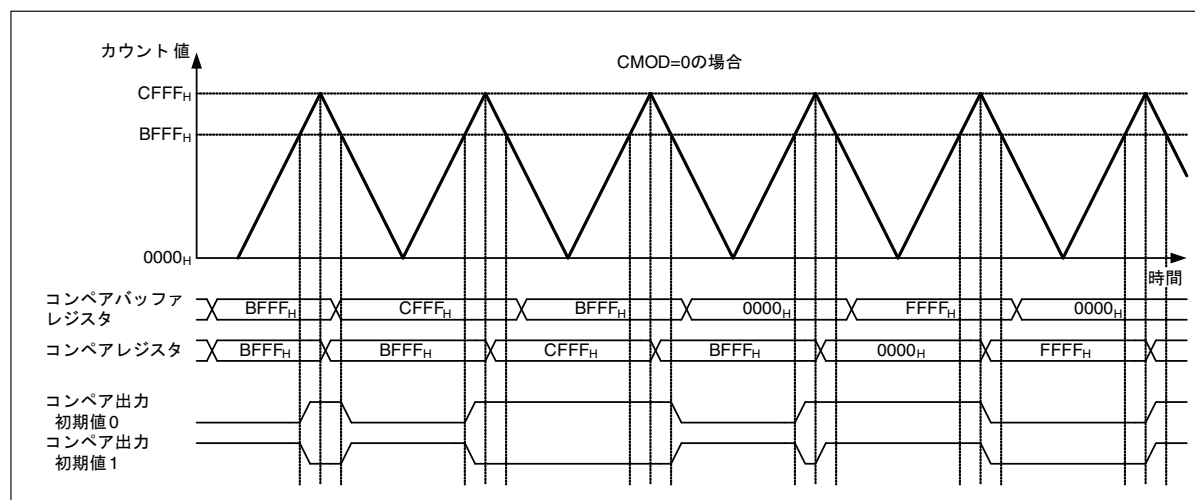 カウント値
CMOD=0の場合
CFFFH
BFFFH
0000H
時間
コンペアバッファ
レジスタ
BFFFH CFFFH BFFFH 0000H FFFFH 0000H
コンペアレジスタ
BFFFH BFFFH CFFFH BFFFH 0000H FFFFH
コンペア出力
初期値0
コンペア出力
初期値1